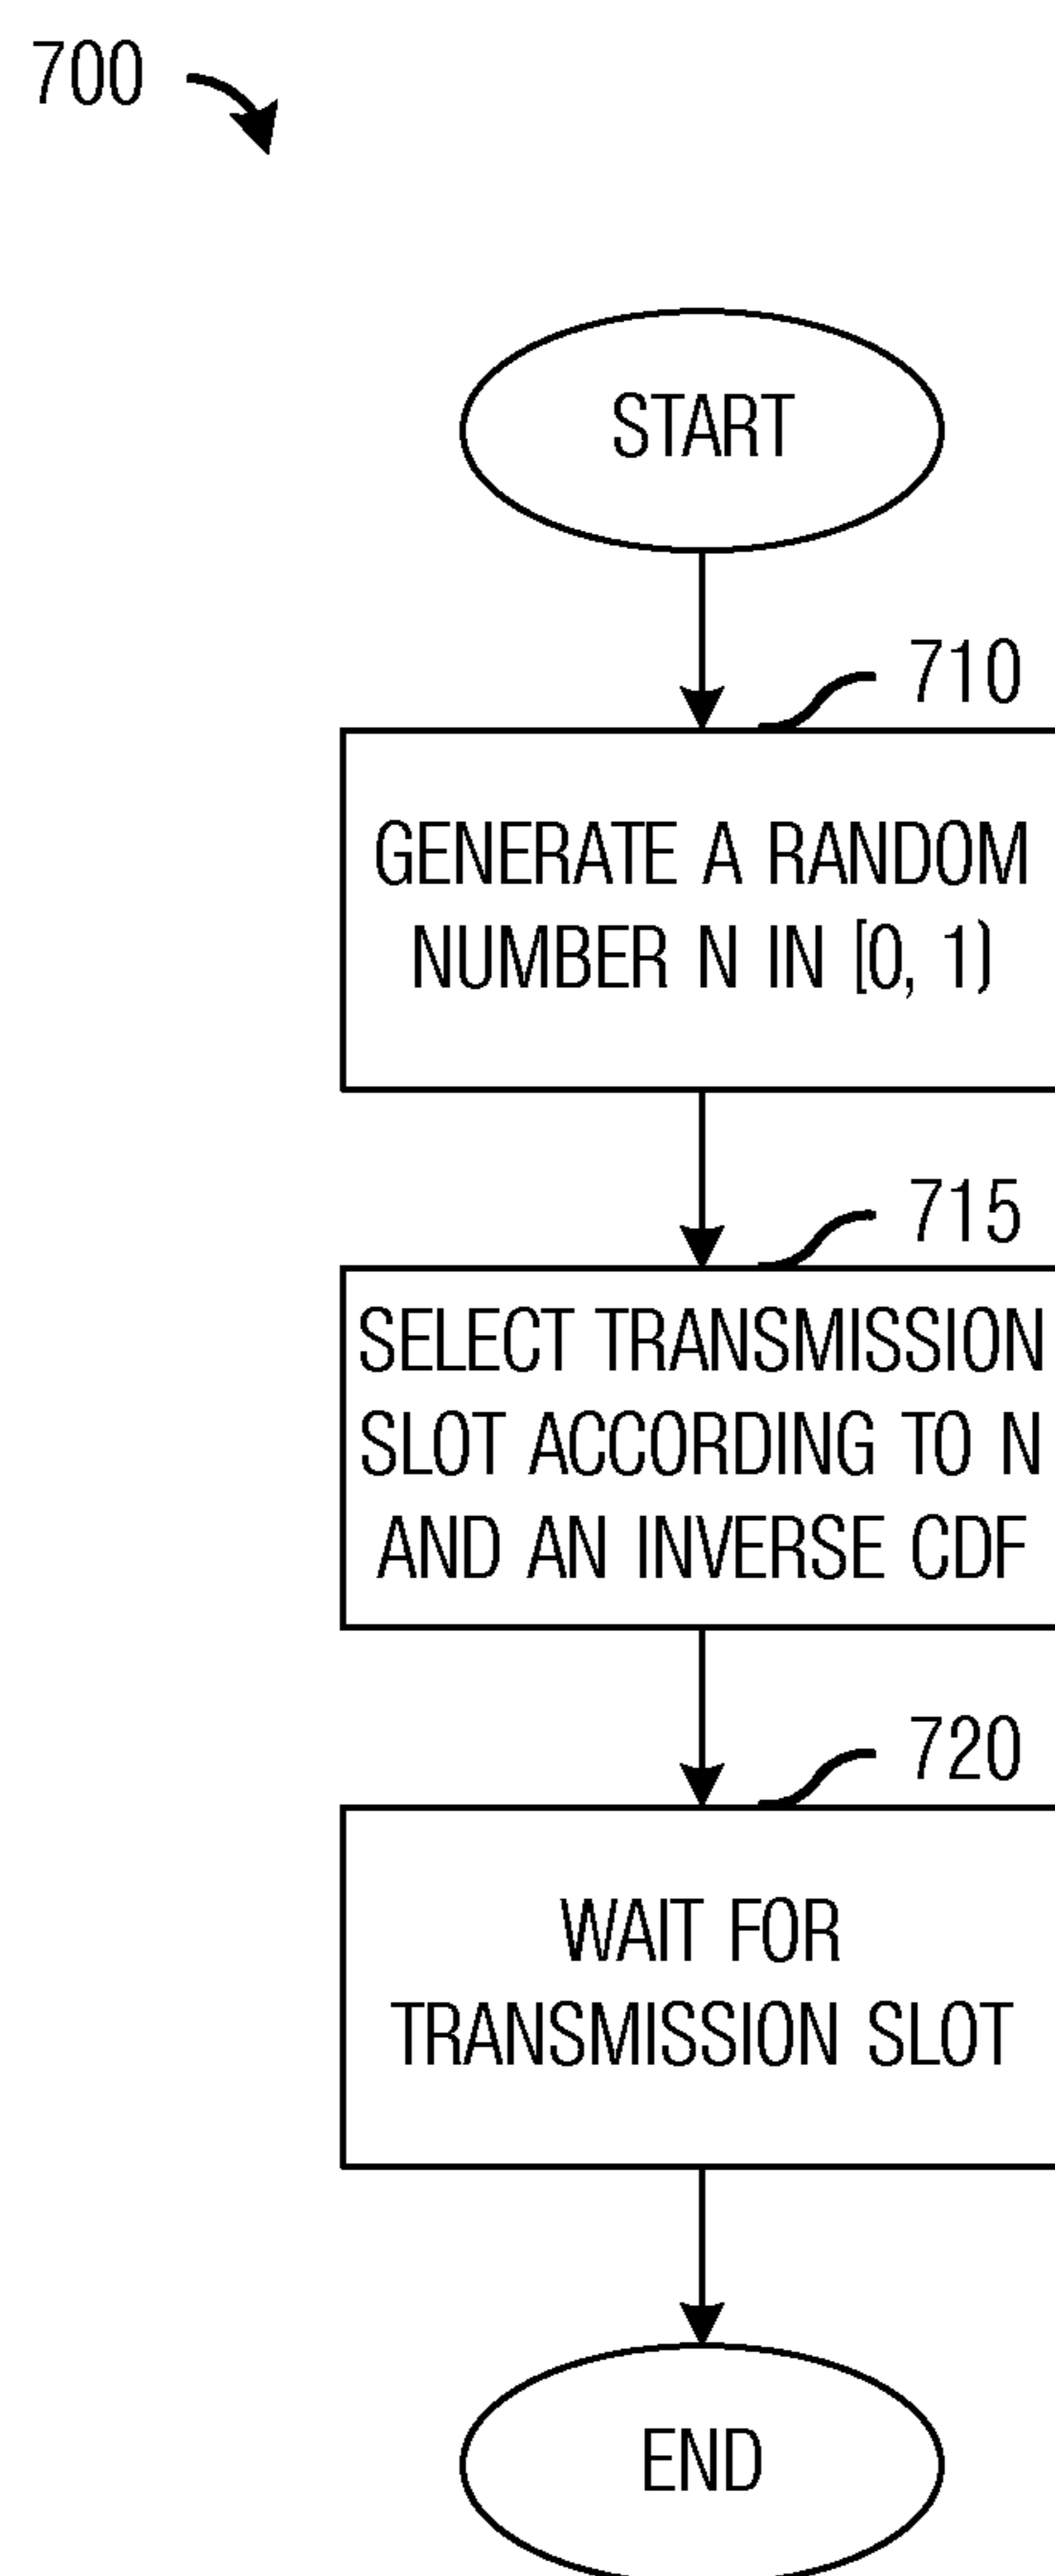 700
START
710
GENERATE A RANDOM
NUMBER N IN [0, 1)
715
SELECT TRANSMISSION
SLOT ACCORDING TO N
AND AN INVERSE CDF
720
WAIT FOR
TRANSMISSION SLOT
END